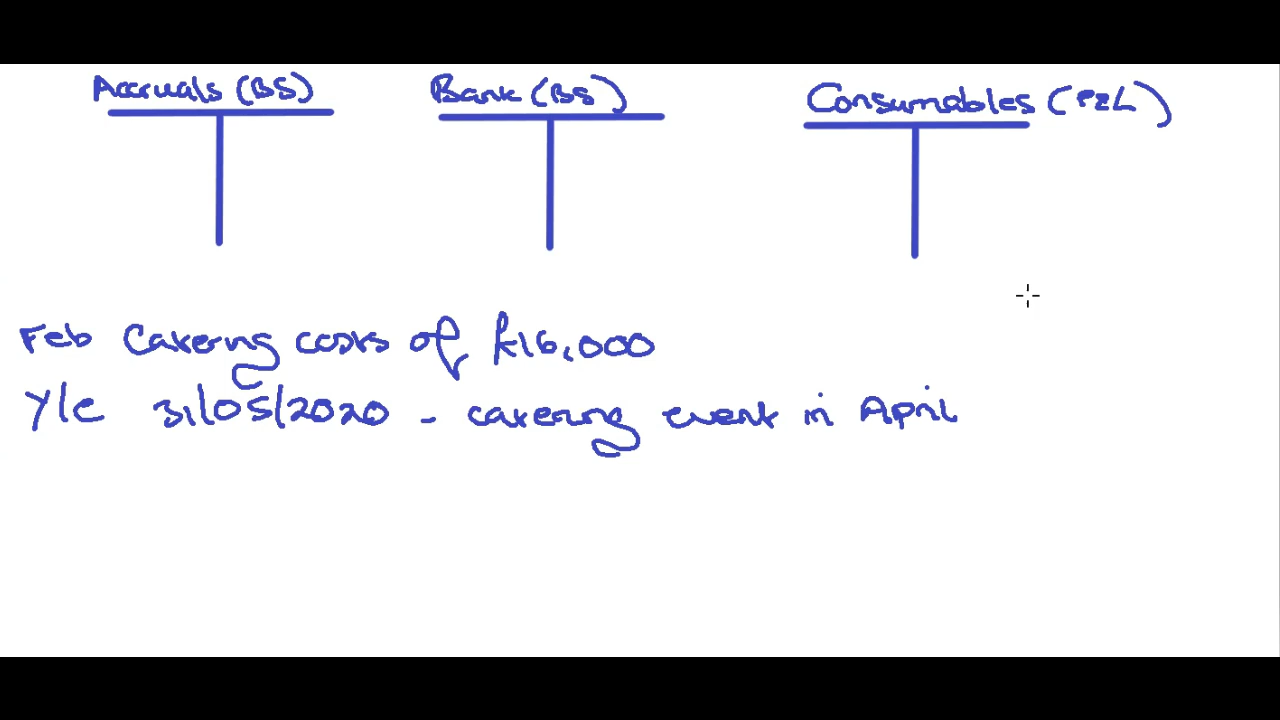 Accruals (BS) Bank (BS) Consumables (P&L)
Feb Catering costs of £16,000
Y/E 31/05/2020 - catering event in April